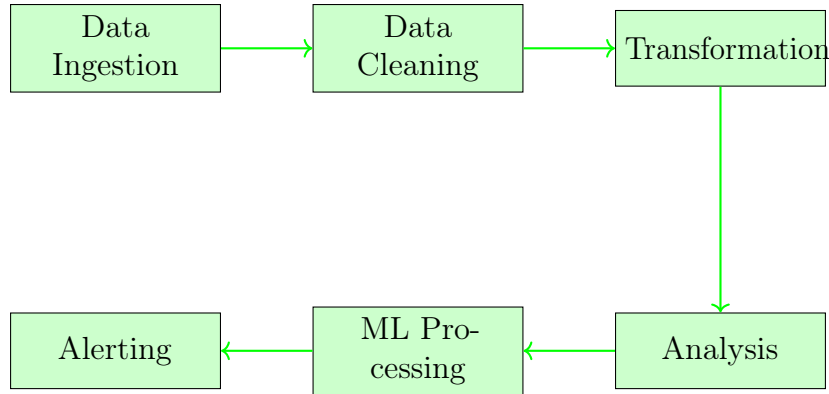 Data
Ingestion
Data
Cleaning
Transformation
Alerting
ML Pro-
cessing
Analysis